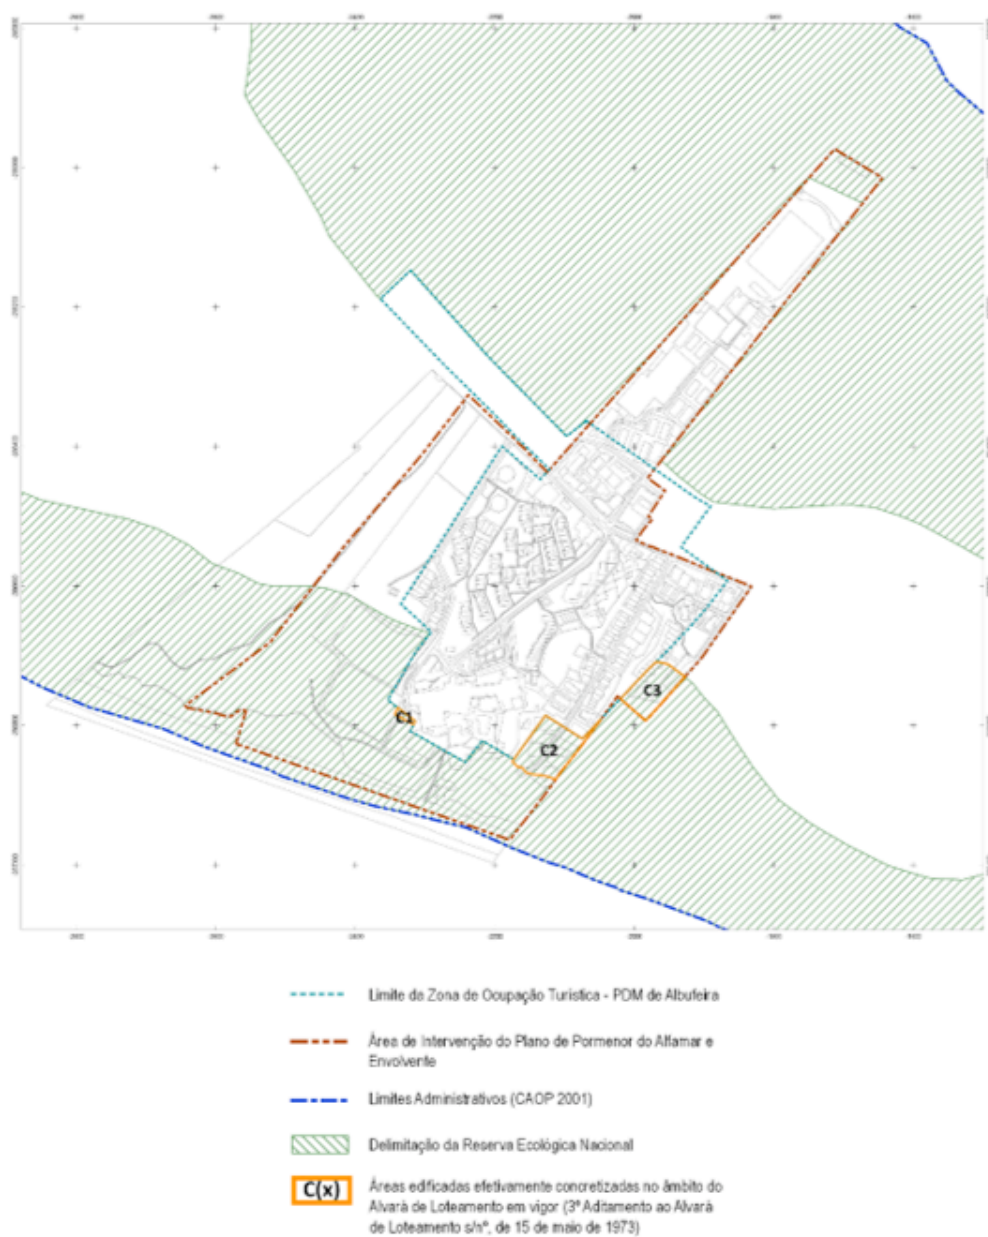 C1
C2
C3
Limite da Zona de Ocupação Turística - PDM de Albufeira
Área de Intervenção do Plano de Pormenor do Alfamar e
Envolvente
Limites Administrativos (CAOP 2001)
Delimitação da Reserva Ecológica Nacional
C(x)
Áreas edificadas efetivamente concretizadas no âmbito do
Alvará de Loteamento em vigor (3º Aditamento ao Alvará
de Loteamento s/nº, de 15 de maio de 1973)